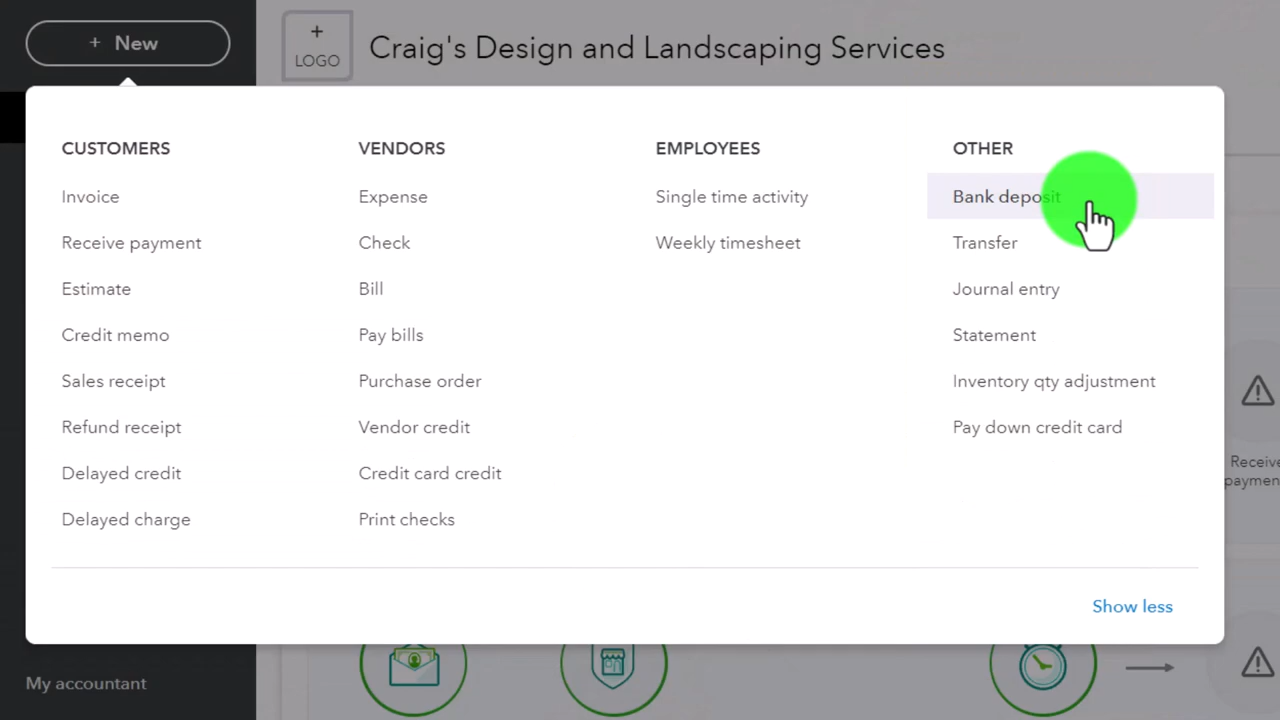 + New
+
LOGO
Craig's Design and Landscaping Services
CUSTOMERS
Invoice
Receive payment
Estimate
Credit memo
Sales receipt
Refund receipt
Delayed credit
Delayed charge
VENDORS
Expense
Check
Bill
Pay bills
Purchase order
Vendor credit
Credit card credit
Print checks
EMPLOYEES
Single time activity
Weekly timesheet
OTHER
Bank deposit
Transfer
Journal entry
Statement
Inventory qty adjustment
Pay down credit card
Show less
Receive
paymen
My accountant